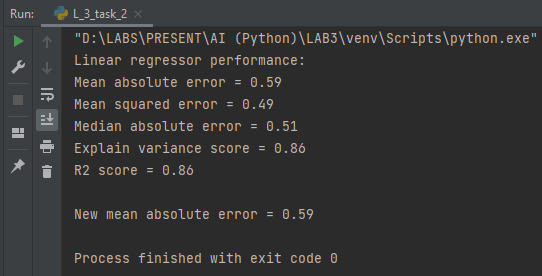 Run: L_3_task_2 ×
"D:\LABS\PRESENT\AI (Python)\LAB3\venv\Scripts\python.exe"
Linear regressor performance:
Mean absolute error = 0.59
Mean squared error = 0.49
Median absolute error = 0.51
Explain variance score = 0.86
R2 score = 0.86
New mean absolute error = 0.59
Process finished with exit code 0